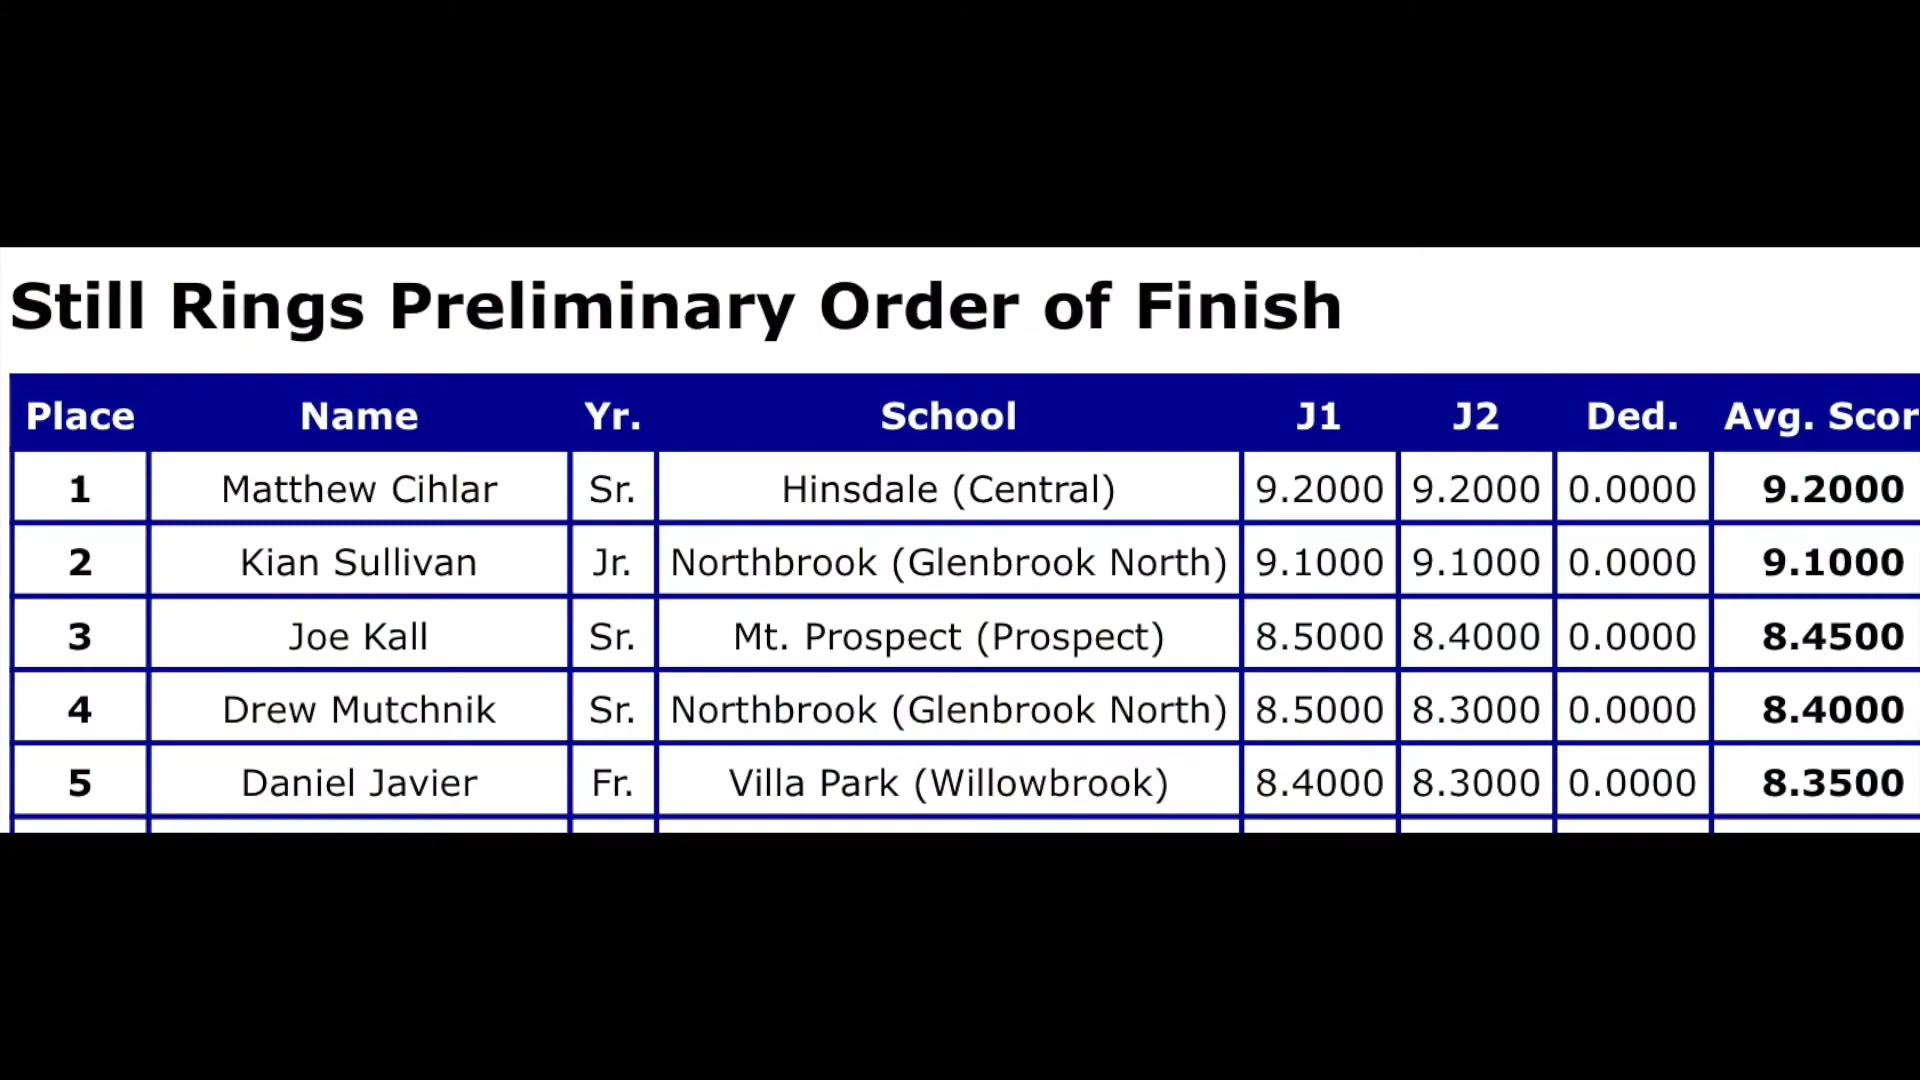 Still Rings Preliminary Order of Finish
Place Name Yr. School J1 J2 Ded. Avg. Scor
1 Matthew Cihlar Sr. Hinsdale (Central) 9.2000 9.2000 0.0000 9.2000
2 Kian Sullivan Jr. Northbrook (Glenbrook North) 9.1000 9.1000 0.0000 9.1000
3 Joe Kall Sr. Mt. Prospect (Prospect) 8.5000 8.4000 0.0000 8.4500
4 Drew Mutchnik Sr. Northbrook (Glenbrook North) 8.5000 8.3000 0.0000 8.4000
5 Daniel Javier Fr. Villa Park (Willowbrook) 8.4000 8.3000 0.0000 8.3500